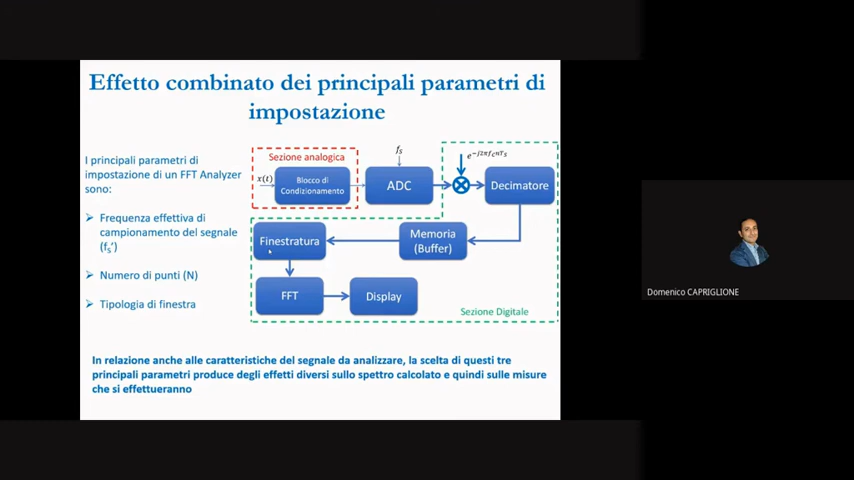 Effetto combinato dei principali parametri di
impostazione
I principali parametri di
impostazione di un FFT Analyzer
sono:
Frequenza effettiva di
campionamento del segnale
(fₛ')
Numero di punti (N)
Tipologia di finestra
Sezione analogica
x(t)
Blocco di
Condizionamento
fₛ
ADC
e^{-j2πf_C nT_S}
Decimatore
Finestratura
Memoria
(Buffer)
FFT
Display
Sezione Digitale
In relazione anche alle caratteristiche del segnale da analizzare, la scelta di questi tre
principali parametri produce degli effetti diversi sullo spettro calcolato e quindi sulle misure
che si effettueranno
Domenico CAPRIGLIONE